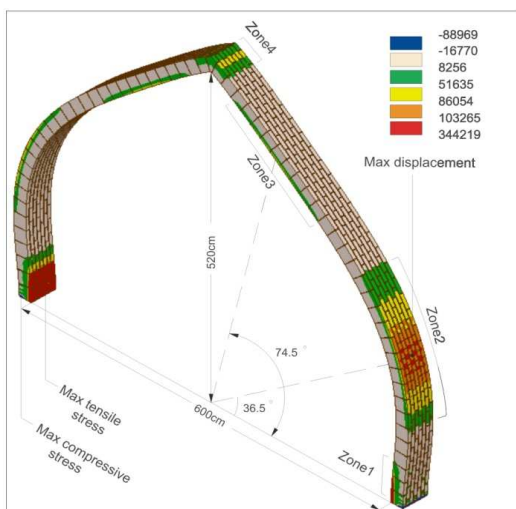 Zone4
-88969
-16770
8256
51635
86054
103265
344219
Max displacement
Zone3
520cm
Zone2
74.5 °
36.5 °
600cm
Max tensile
stress
Max compressive
stress
Zone1